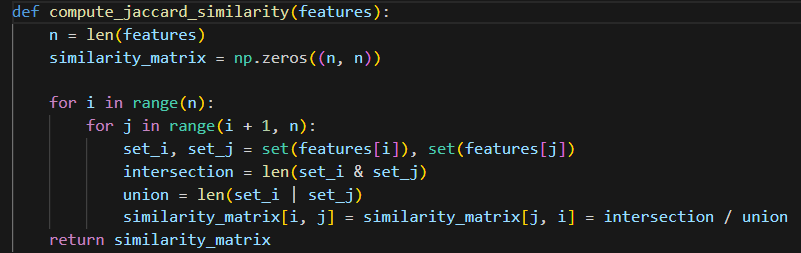 def compute_jaccard_similarity(features):
    n = len(features)
    similarity_matrix = np.zeros((n, n))

    for i in range(n):
        for j in range(i + 1, n):
            set_i, set_j = set(features[i]), set(features[j])
            intersection = len(set_i & set_j)
            union = len(set_i | set_j)
            similarity_matrix[i, j] = similarity_matrix[j, i] = intersection / union
    return similarity_matrix